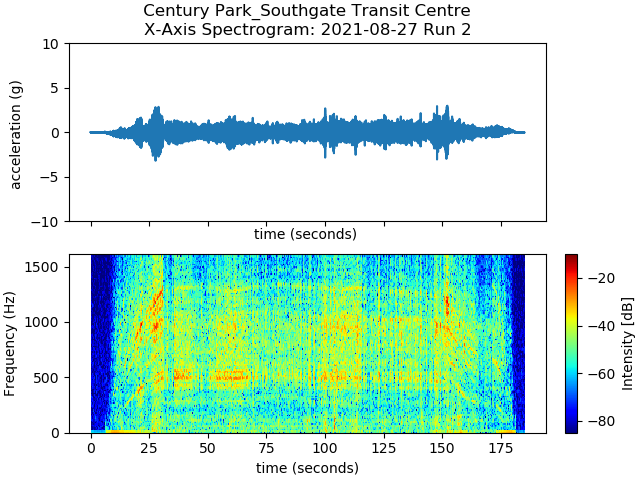 Century Park_Southgate Transit Centre
X-Axis Spectrogram: 2021-08-27 Run 2
10
5
0
−5
−10
acceleration (g)
time (seconds)
1500
1000
500
0
Frequency (Hz)
0 25 50 75 100 125 150 175
time (seconds)
−20
−40
−60
−80
Intensity [dB]